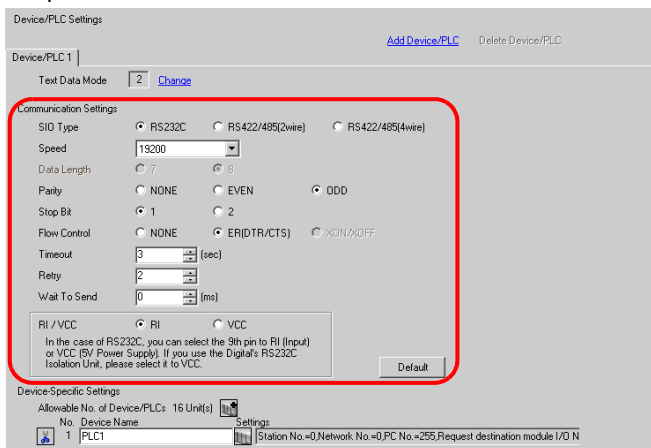 Device/PLC Settings
Add Device/PLC Delete Device/PLC
Device/PLC 1
Text Data Mode 2 Change
Communication Settings
SIO Type RS232C RS422/485(2wire) RS422/485(4wire)
Speed 19200
Data Length 7 8
Parity NONE EVEN ODD
Stop Bit 1 2
Flow Control NONE ER(DTR/CTS) XON/XOFF
Timeout 3 (sec)
Retry 2
Wait To Send 0 (ms)
RI / VCC RI VCC
In the case of RS232C, you can select the 9th pin to RI (Input)
or VCC (5V Power Supply). If you use the Digital's RS232C
Isolation Unit, please select it to VCC.
Default
Device-Specific Settings
Allowable No. of Device/PLCs 16 Unit(s)
No. Device Name Settings
1 PLC1 Station No.=0,Network No.=0,PC No.=255,Request destination module I/O N